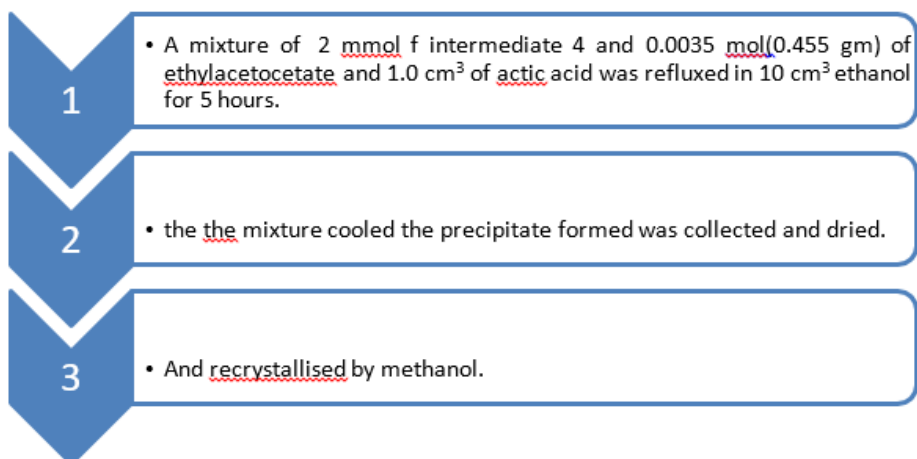 1
• A mixture of 2 mmol f intermediate 4 and 0.0035 mol(0.455 gm) of
ethylacetocetate and 1.0 cm³ of actic acid was refluxed in 10 cm³ ethanol
for 5 hours.
2
• the the mixture cooled the precipitate formed was collected and dried.
3
• And recrystallised by methanol.